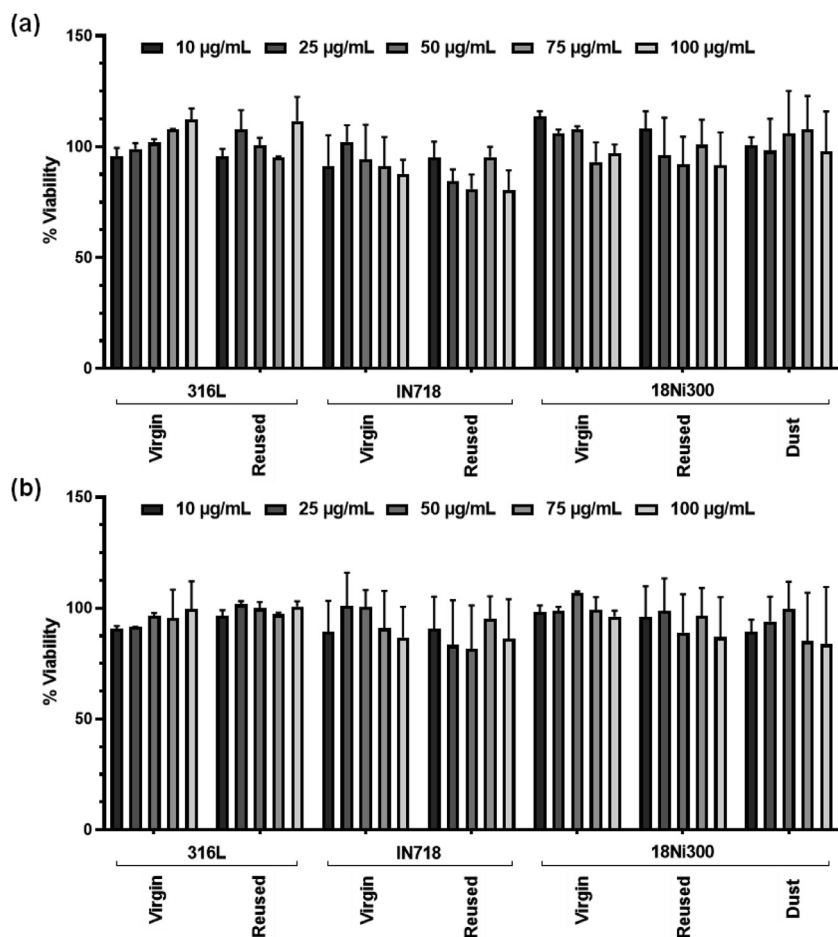 (a)
150
10 µg/mL 25 µg/mL 50 µg/mL 75 µg/mL 100 µg/mL
100
% Viability
50
0
316L IN718 18Ni300
Virgin Reused Virgin Reused Virgin Reused Dust
(b)
150
10 µg/mL 25 µg/mL 50 µg/mL 75 µg/mL 100 µg/mL
100
% Viability
50
0
316L IN718 18Ni300
Virgin Reused Virgin Reused Virgin Reused Dust